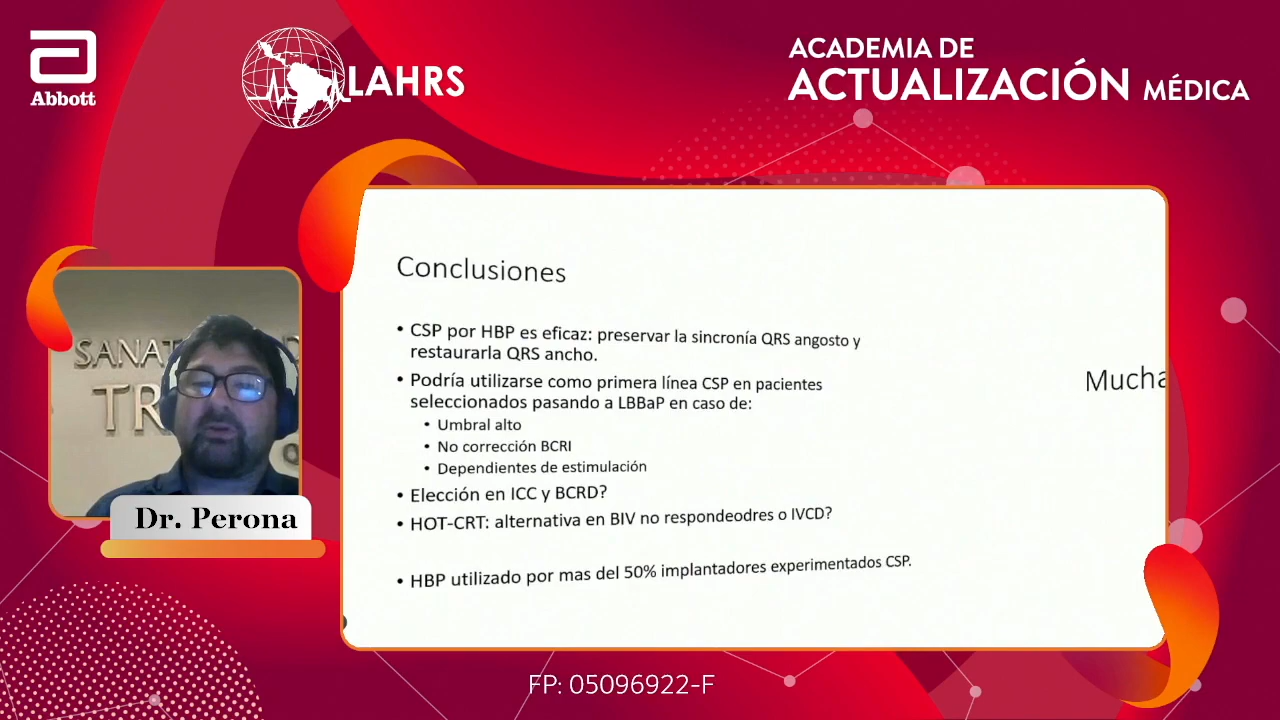 Abbott
LAHRS
ACADEMIA DE
ACTUALIZACIÓN MÉDICA
Conclusiones
• CSP por HBP es eficaz: preservar la sincronía QRS angosto y
restaurarla QRS ancho.
• Podría utilizarse como primera línea CSP en pacientes
seleccionados pasando a LBBaP en caso de:
• Umbral alto
• No corrección BCRI
• Dependientes de estimulación
• Elección en ICC y BCRD?
• HOT-CRT: alternativa en BIV no respondeodres o IVCD?
• HBP utilizado por mas del 50% implantadores experimentados CSP.
Mucha
Dr. Perona
FP: 05096922-F